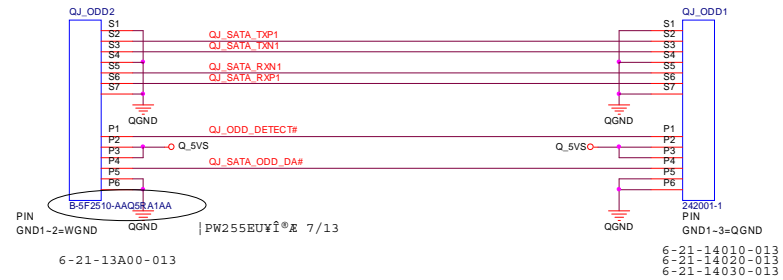 QJ_ODD2
S1
S2
S3
S4
S5
S6
S7
P1
P2
P3
P4
P5
P6
QJ_SATA_TXP1
QJ_SATA_TXN1
QJ_SATA_RXN1
QJ_SATA_RXP1
QGND
QJ_ODD_DETECT#
Q_5VS
QJ_SATA_ODD_DA#
QGND
B-5F2510-AAQ5RA1AA
PIN
GND1~2=WGND
|PW255EU¥Î®Æ 7/13
6-21-13A00-013
QJ_ODD1
S1
S2
S3
S4
S5
S6
S7
QGND
P1
P2
P3
P4
P5
P6
Q_5VS
QGND
242001-1
PIN
GND1~3=QGND
6-21-14010-013
6-21-14020-013
6-21-14030-013